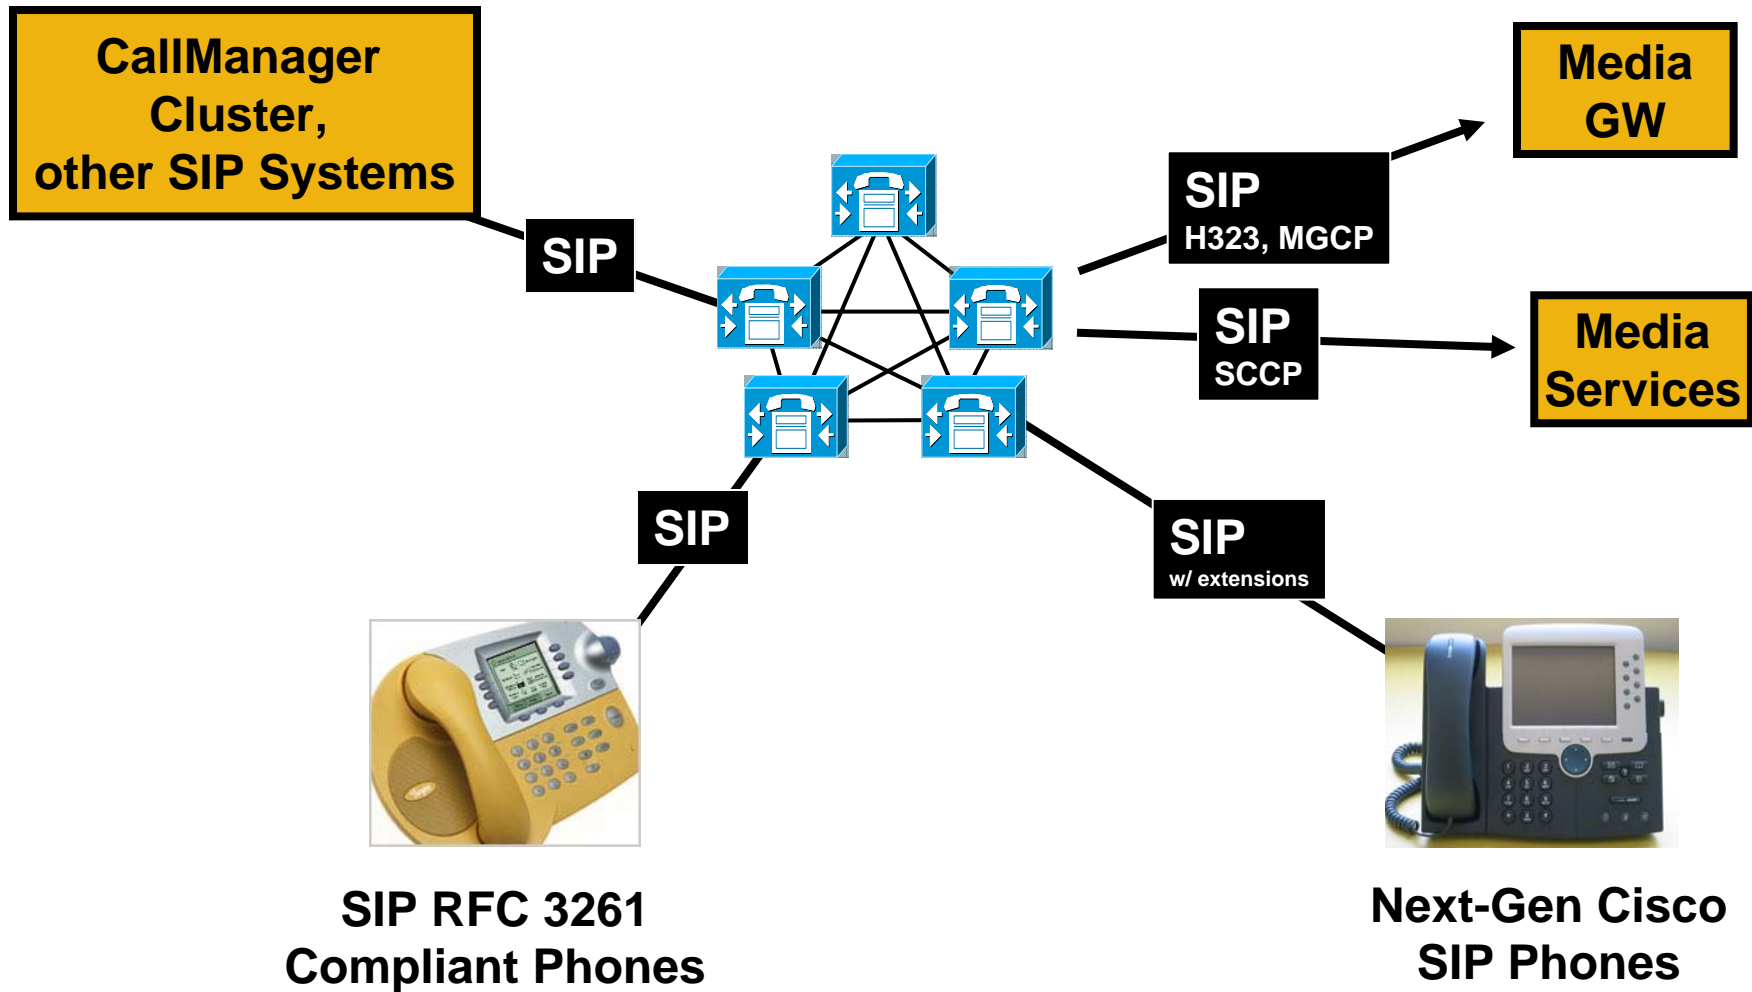 CallManager
Cluster,
other SIP Systems
Media
GW
SIP
H323, MGCP
SIP
SIP
SCCP
Media
Services
SIP
SIP
w/ extensions
SIP RFC 3261
Compliant Phones
Next-Gen Cisco
SIP Phones